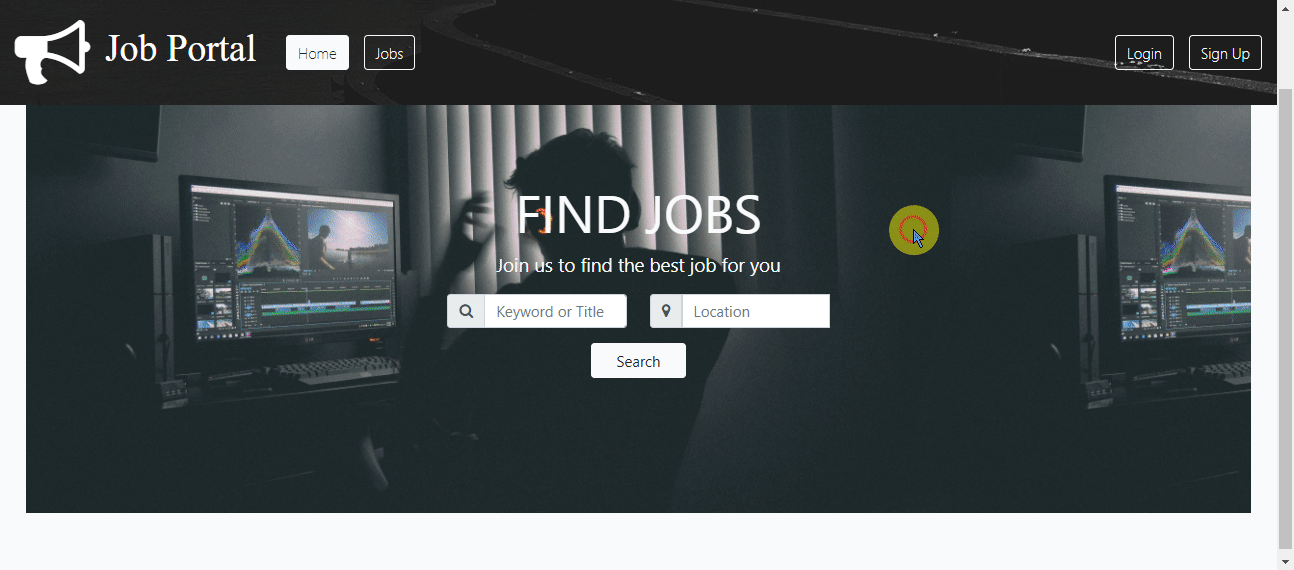 Job Portal Home Jobs Login Sign Up
FIND JOBS
Join us to find the best job for you
Keyword or Title Location
Search